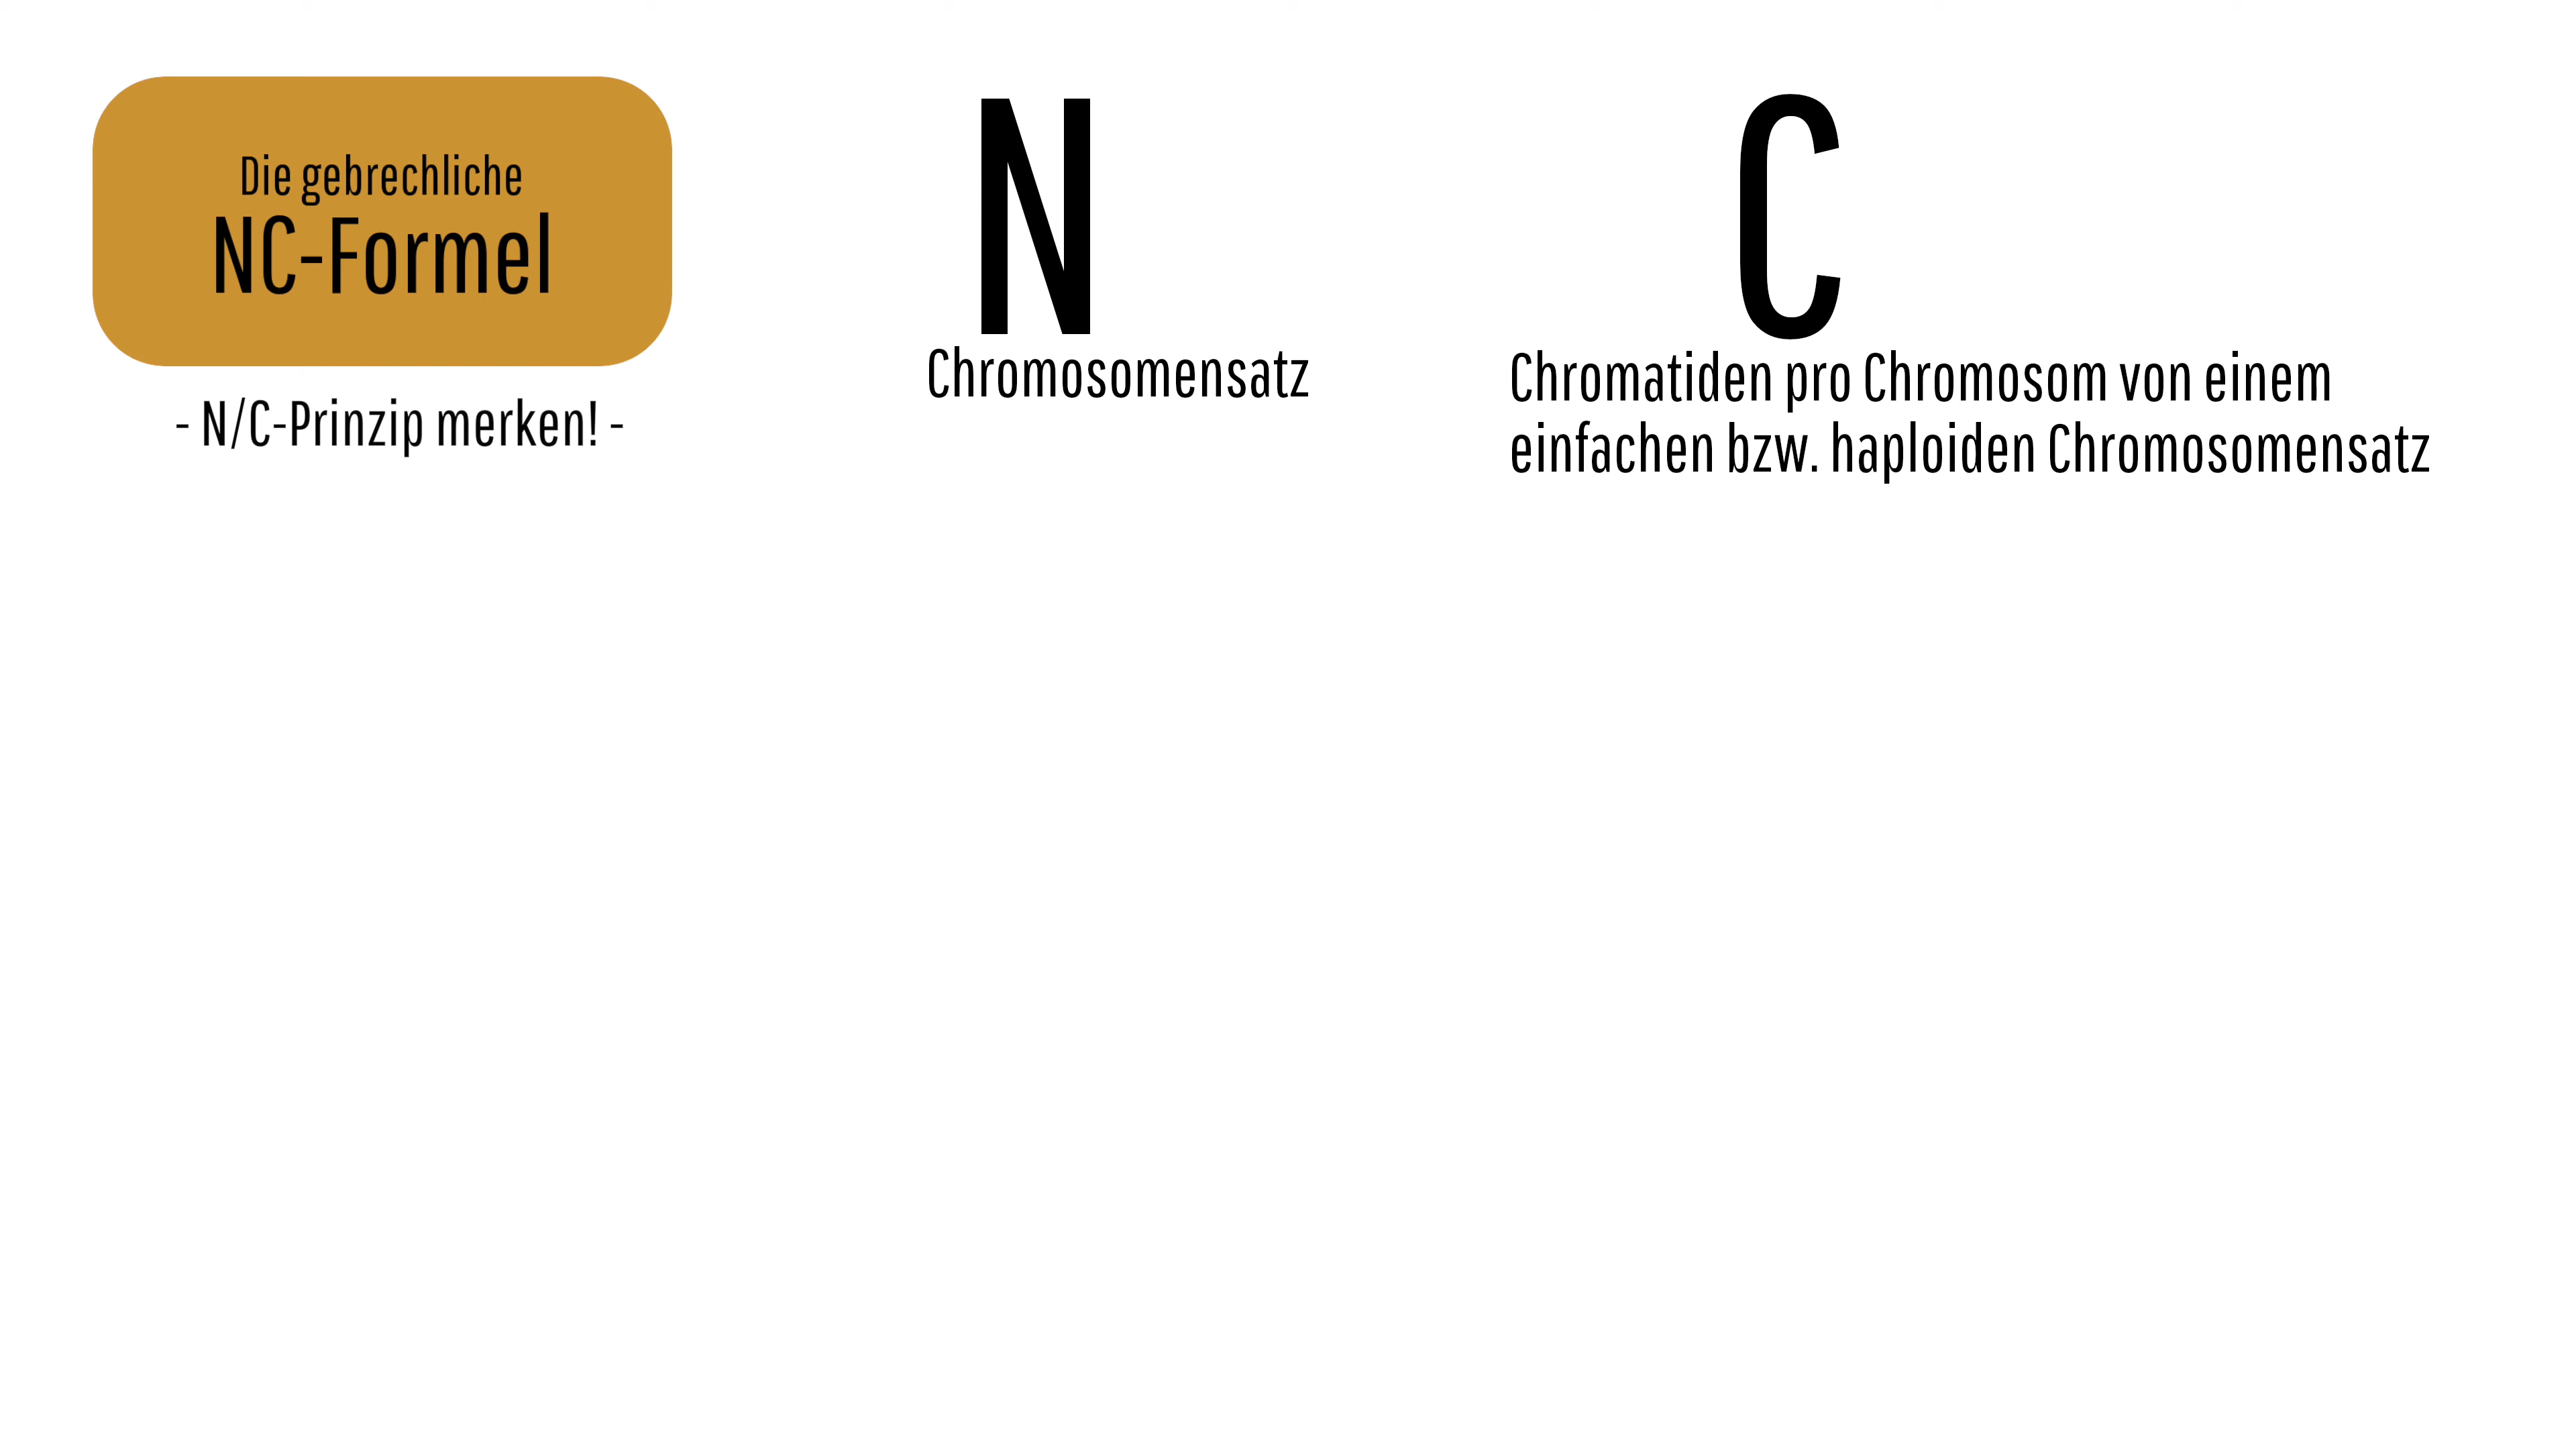 Die gebrechliche
NC-Formel
- N/C-Prinzip merken! -
N
Chromosomensatz
C
Chromatiden pro Chromosom von einem
einfachen bzw. haploiden Chromosomensatz